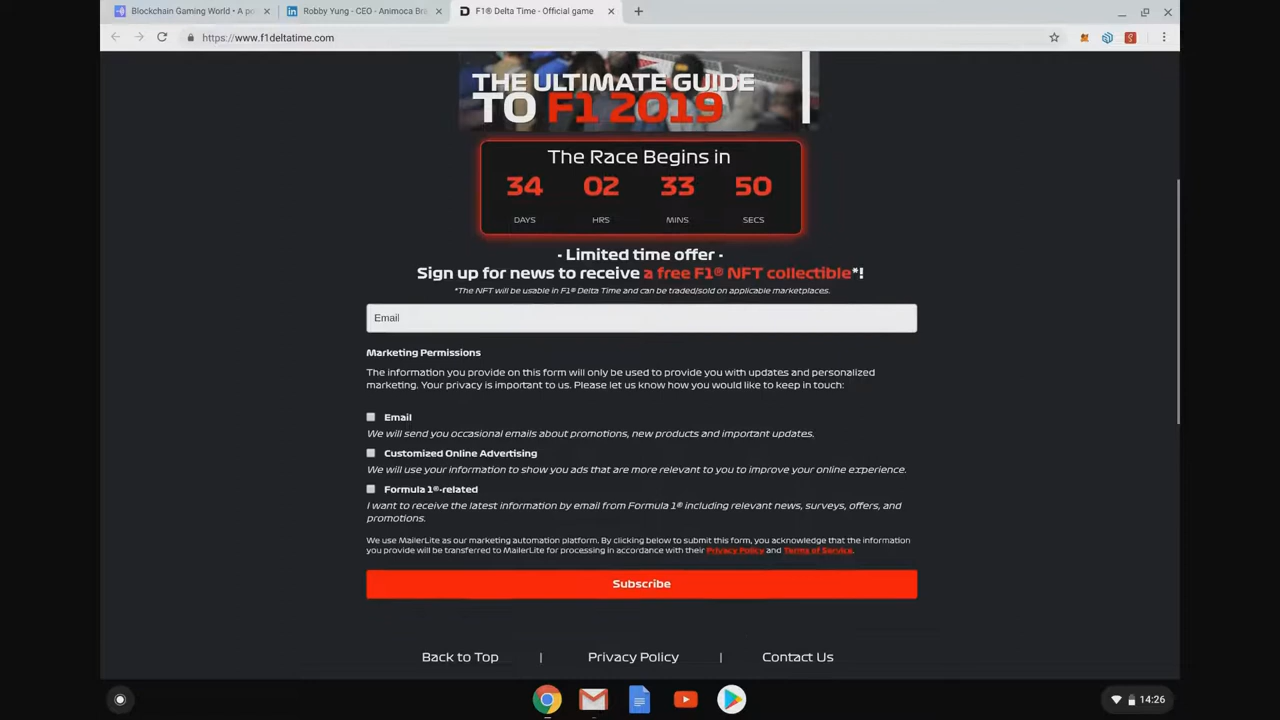 Blockchain Gaming World • A po
Robby Yung - CEO - Animoca Bra
F1® Delta Time - Official game
https://www.f1deltatime.com
THE ULTIMATE GUIDE
TO F1 2019
The Race Begins in
34 02 33 50
DAYS HRS MINS SECS
- Limited time offer -
Sign up for news to receive a free F1® NFT collectible*!
*The NFT will be usable in F1® Delta Time and can be traded/sold on applicable marketplaces.
Email
Marketing Permissions
The information you provide on this form will only be used to provide you with updates and personalized
marketing. Your privacy is important to us. Please let us know how you would like to keep in touch:
Email
We will send you occasional emails about promotions, new products and important updates.
Customized Online Advertising
We will use your information to show you ads that are more relevant to you to improve your online experience.
Formula 1®-related
I want to receive the latest information by email from Formula 1® including relevant news, surveys, offers, and
promotions.
We use MailerLite as our marketing automation platform. By clicking below to submit this form, you acknowledge that the information
you provide will be transferred to MailerLite for processing in accordance with their Privacy Policy and Terms of Service.
Subscribe
Back to Top | Privacy Policy | Contact Us
14:26